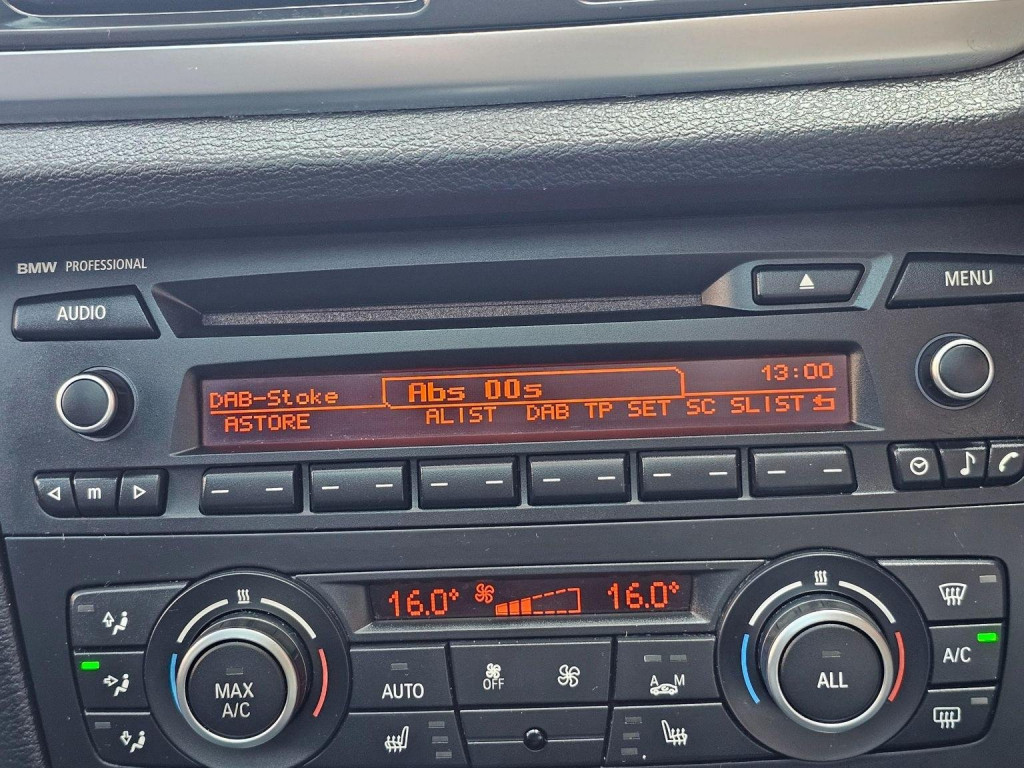 BMW PROFESSIONAL
AUDIO
MENU
DAB-Stoke
Abs 00s
13:00
ASTORE ALIST DAB TP SET SC SLIST
m
16.0° 16.0°
MAX A/C
AUTO
OFF
A M
ALL
A/C